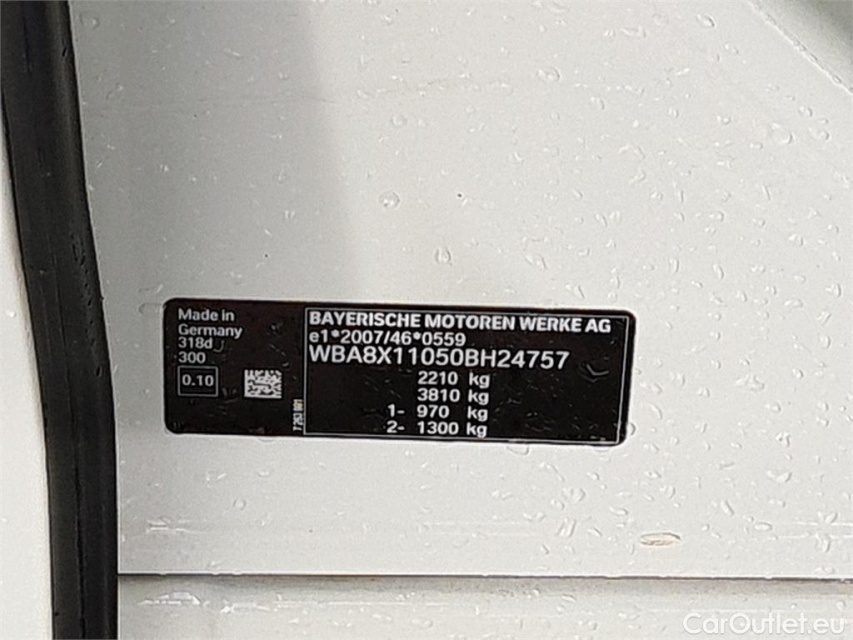 Made in
Germany
318d
300
0.10
BAYERISCHE MOTOREN WERKE AG
e1*2007/46*0559
WBA8X11050BH24757
2210 kg
3810 kg
1- 970 kg
2- 1300 kg
CarOutlet.eu